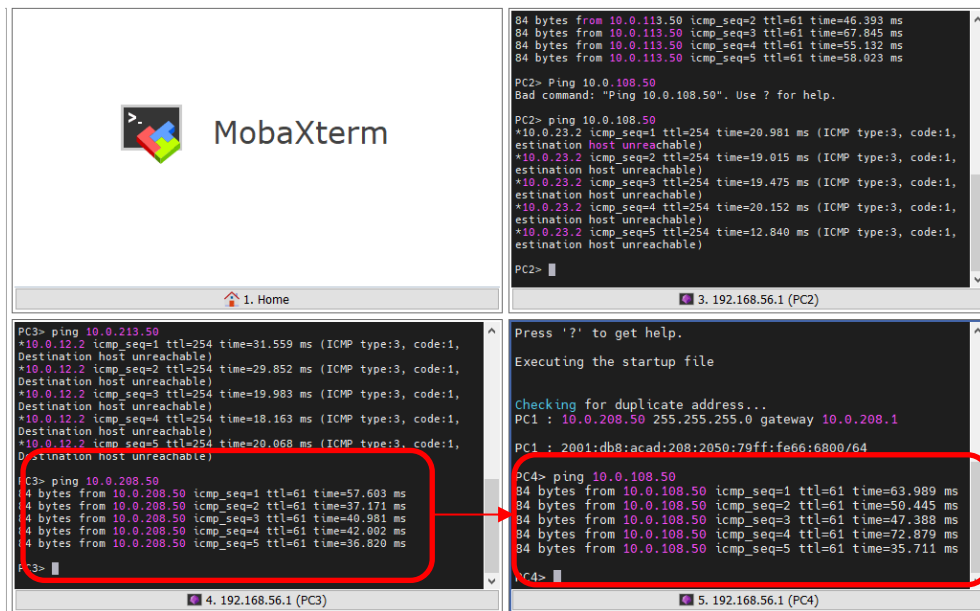 MobaXterm
1. Home
84 bytes from 10.0.113.50 icmp_seq=2 ttl=61 time=46.393 ms
84 bytes from 10.0.113.50 icmp_seq=3 ttl=61 time=67.845 ms
84 bytes from 10.0.113.50 icmp_seq=4 ttl=61 time=55.132 ms
84 bytes from 10.0.113.50 icmp_seq=5 ttl=61 time=58.023 ms
PC2> Ping 10.0.108.50
Bad command: "Ping 10.0.108.50". Use ? for help.
PC2> ping 10.0.108.50
*10.0.23.2 icmp_seq=1 ttl=254 time=20.981 ms (ICMP type:3, code:1,
estination host unreachable)
*10.0.23.2 icmp_seq=2 ttl=254 time=19.015 ms (ICMP type:3, code:1,
estination host unreachable)
*10.0.23.2 icmp_seq=3 ttl=254 time=19.475 ms (ICMP type:3, code:1,
estination host unreachable)
*10.0.23.2 icmp_seq=4 ttl=254 time=20.152 ms (ICMP type:3, code:1,
estination host unreachable)
*10.0.23.2 icmp_seq=5 ttl=254 time=12.840 ms (ICMP type:3, code:1,
estination host unreachable)
PC2>
3. 192.168.56.1 (PC2)
PC3> ping 10.0.213.50
*10.0.12.2 icmp_seq=1 ttl=254 time=31.559 ms (ICMP type:3, code:1,
Destination host unreachable)
*10.0.12.2 icmp_seq=2 ttl=254 time=29.852 ms (ICMP type:3, code:1,
Destination host unreachable)
*10.0.12.2 icmp_seq=3 ttl=254 time=19.983 ms (ICMP type:3, code:1,
Destination host unreachable)
*10.0.12.2 icmp_seq=4 ttl=254 time=18.163 ms (ICMP type:3, code:1,
Destination host unreachable)
*10.0.12.2 icmp_seq=5 ttl=254 time=20.068 ms (ICMP type:3, code:1,
Destination host unreachable)
PC3> ping 10.0.208.50
84 bytes from 10.0.208.50 icmp_seq=1 ttl=61 time=57.603 ms
84 bytes from 10.0.208.50 icmp_seq=2 ttl=61 time=37.171 ms
84 bytes from 10.0.208.50 icmp_seq=3 ttl=61 time=40.981 ms
84 bytes from 10.0.208.50 icmp_seq=4 ttl=61 time=42.002 ms
84 bytes from 10.0.208.50 icmp_seq=5 ttl=61 time=36.820 ms
PC3>
4. 192.168.56.1 (PC3)
Press '?' to get help.
Executing the startup file
Checking for duplicate address...
PC1 : 10.0.208.50 255.255.255.0 gateway 10.0.208.1
PC1 : 2001:db8:acad:208:2050:79ff:fe66:6800/64
PC4> ping 10.0.108.50
84 bytes from 10.0.108.50 icmp_seq=1 ttl=61 time=63.989 ms
84 bytes from 10.0.108.50 icmp_seq=2 ttl=61 time=50.445 ms
84 bytes from 10.0.108.50 icmp_seq=3 ttl=61 time=47.388 ms
84 bytes from 10.0.108.50 icmp_seq=4 ttl=61 time=72.879 ms
84 bytes from 10.0.108.50 icmp_seq=5 ttl=61 time=35.711 ms
PC4>
5. 192.168.56.1 (PC4)